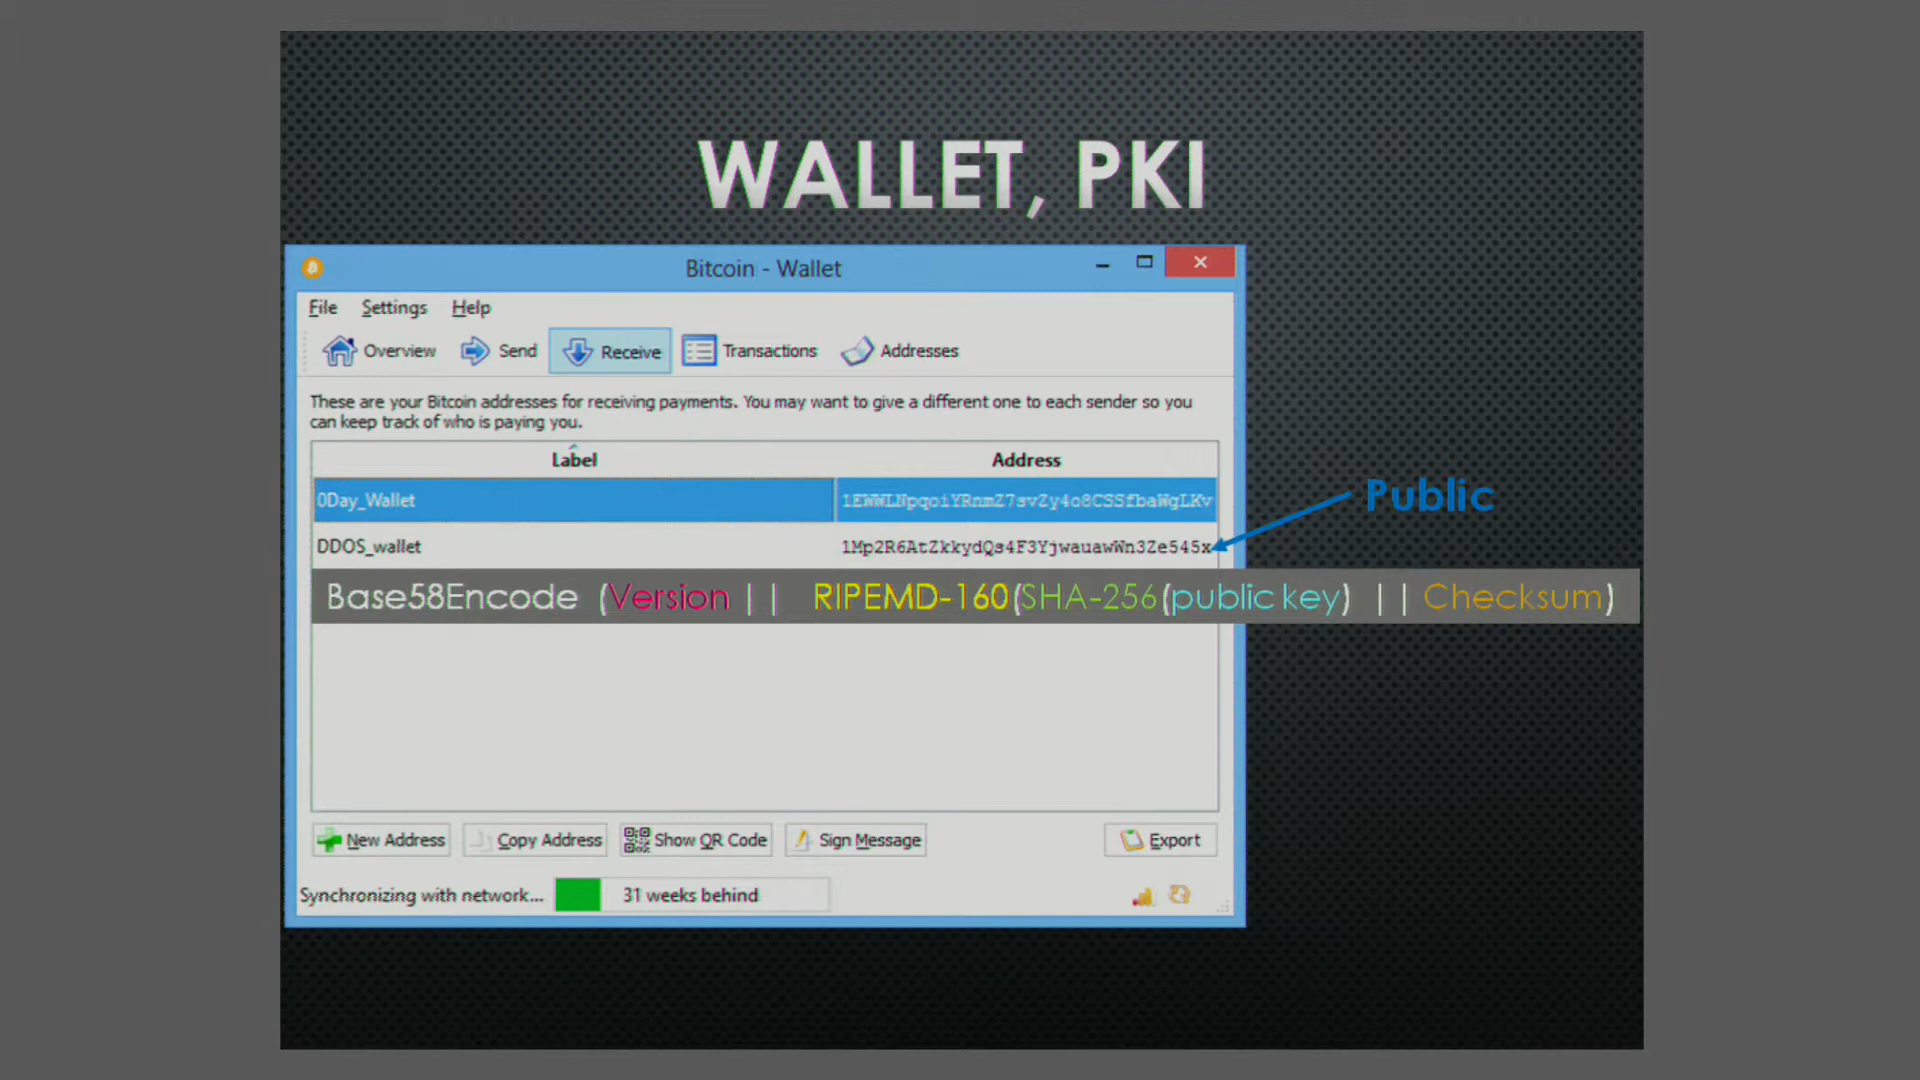 WALLET, PKI
Bitcoin - Wallet
File Settings Help
Overview Send Receive Transactions Addresses
These are your Bitcoin addresses for receiving payments. You may want to give a different one to each sender so you
can keep track of who is paying you.
Label Address
0Day_Wallet 1EWWLNpqoiYRnmZ7svZy4o8CSSfbaWgLKv
Public
DDOS_wallet 1Mp2R6AtZkkydQs4F3YjwauawWn3Ze545x
Base58Encode (Version || RIPEMD-160(SHA-256(public key) || Checksum)
New Address Copy Address Show QR Code Sign Message Export
Synchronizing with network... 31 weeks behind